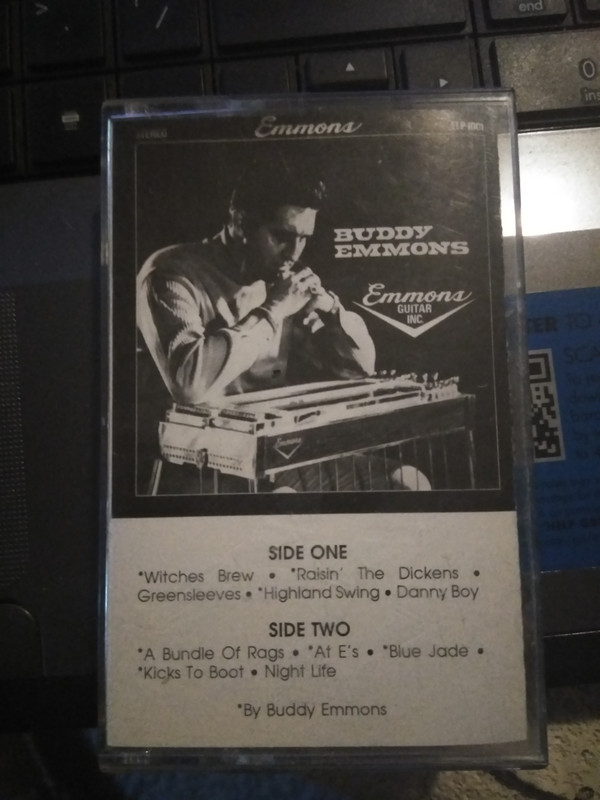 end
STEREO
Emmons
BUDDY
EMMONS
Emmons
GUITAR
INC.
Emmons
SIDE ONE
*Witches Brew • *Raisin' The Dickens •
Greensleeves • *Highland Swing • Danny Boy
SIDE TWO
*A Bundle Of Rags • *At E's • *Blue Jade •
*Kicks To Boot • Night Life
*By Buddy Emmons